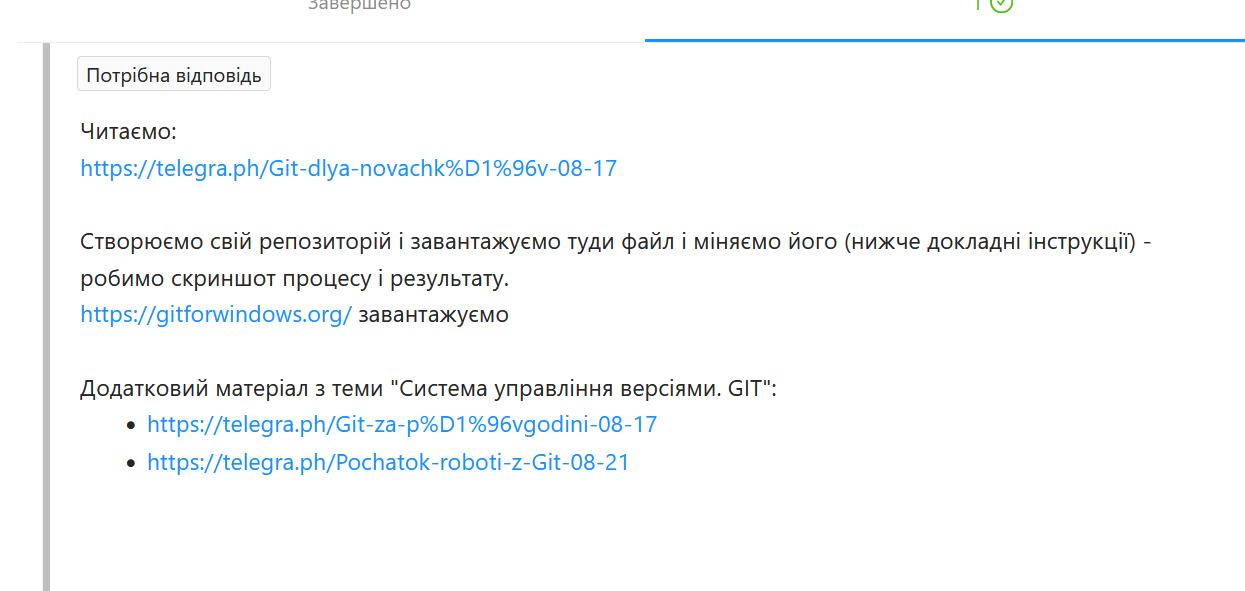 Завершено
Потрібна відповідь
Читаємо:
https://telegra.ph/Git-dlya-novachk%D1%96v-08-17
Створюємо свій репозиторій і завантажуємо туди файл і міняємо його (нижче докладні інструкції) -
робимо скриншот процесу і результату.
https://gitforwindows.org/ завантажуємо
Додатковий матеріал з теми "Система управління версіями. GIT":
https://telegra.ph/Git-za-p%D1%96vgodini-08-17
https://telegra.ph/Pochatok-roboti-z-Git-08-21